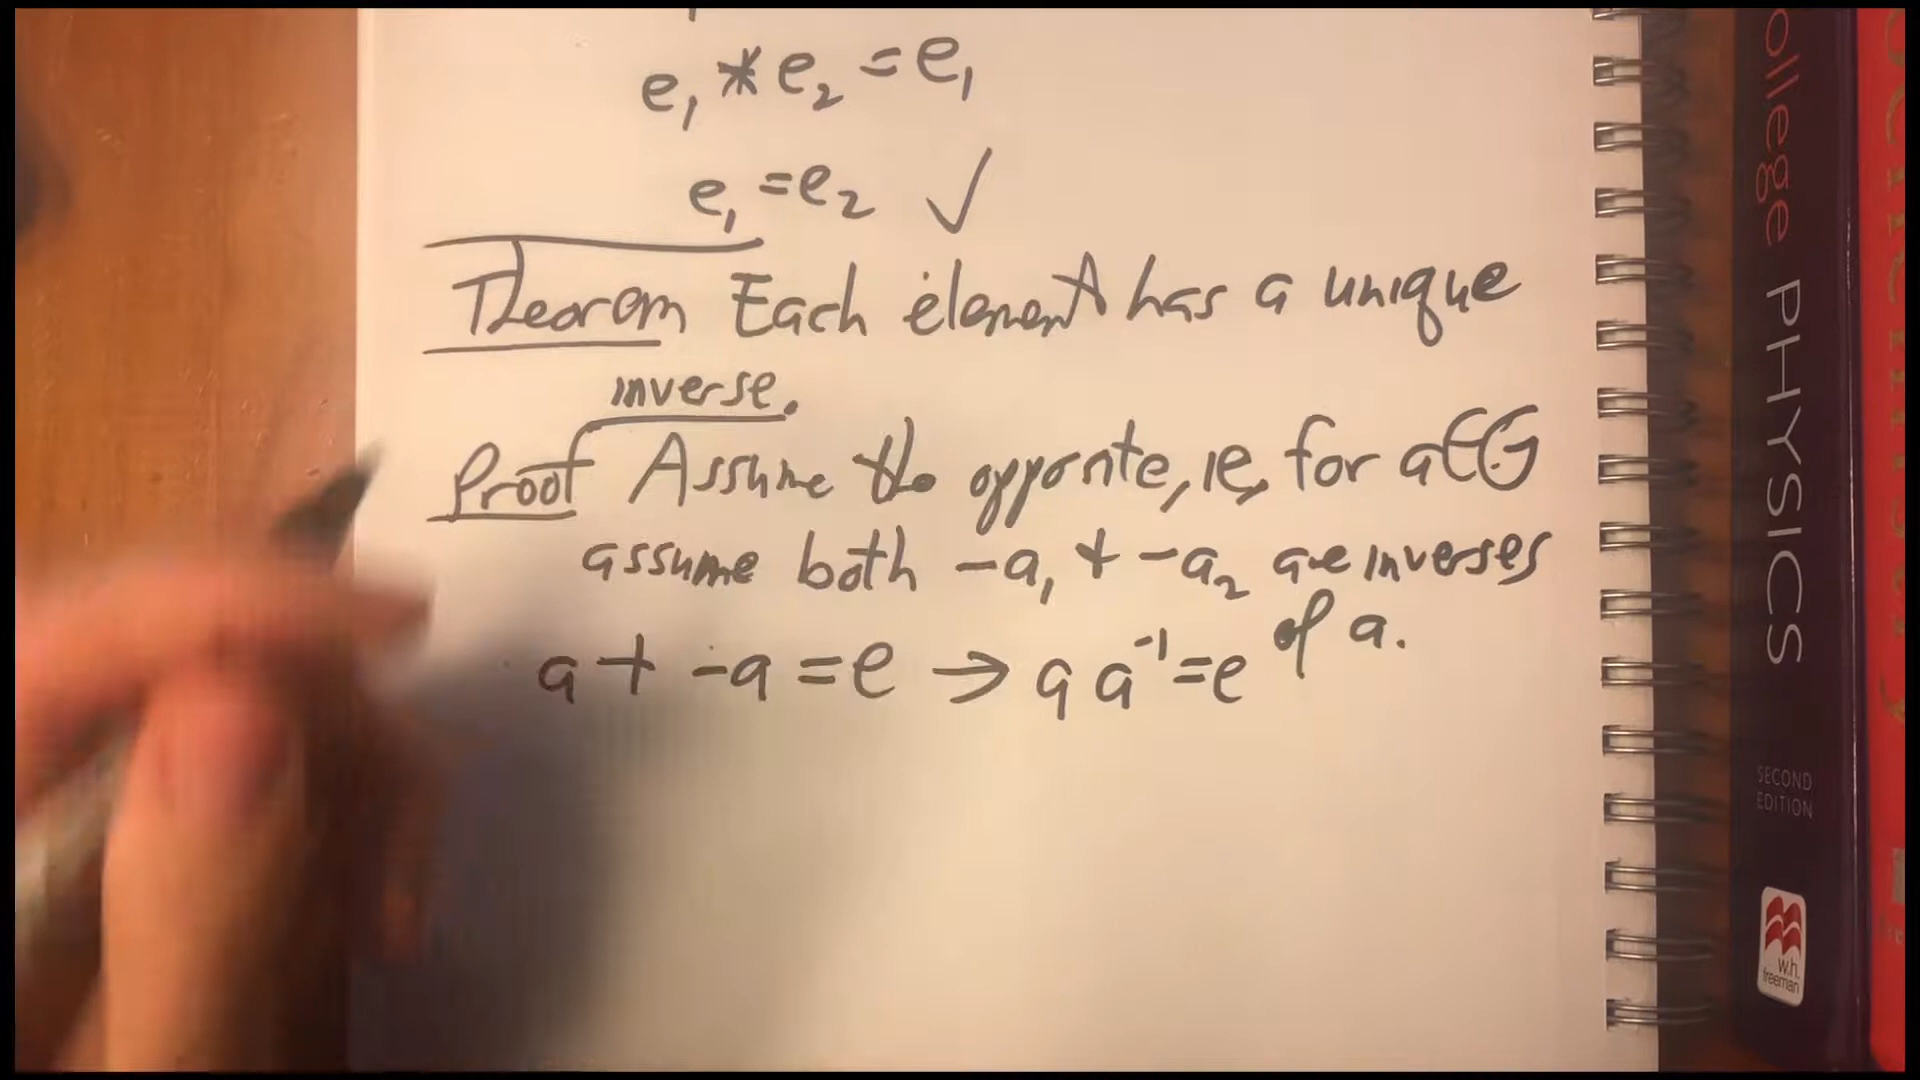 e₁ * e₂ = e₁
e₁ = e₂ ✓
Theorem Each element has a unique
inverse.
Proof Assume the opposite, ie, for a∈G
assume both -a₁ + -a₂ are inverses
of a.
a + -a = e → a a⁻¹ = e
ollege PHYSICS
SECOND
EDITION
w.h.
freeman